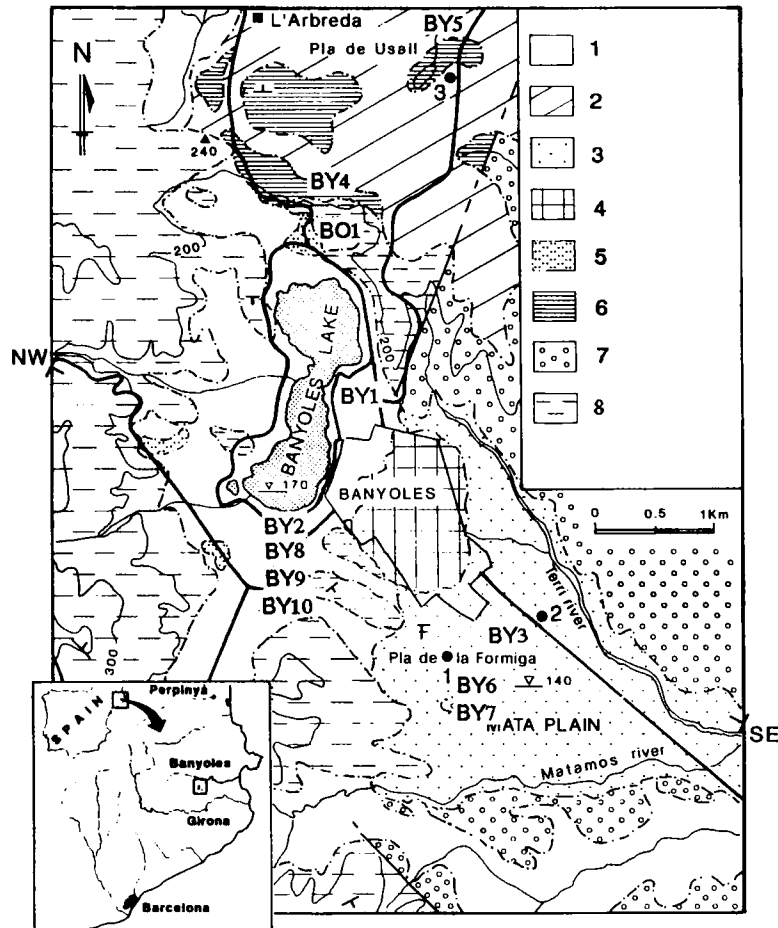 L'Arbreda
BY5
Pla de Usall
N
3
240
BY4
BO1
200
200
NW
BANYOLES LAKE
BY1
170
BANYOLES
BY2
BY8
BY9
BY10
1
2
3
4
5
6
7
8
0 0.5 1Km
Terri river
BY3
2
Pla de la Formiga
1
BY6
140
BY7
MATA PLAIN
SE
Matamos river
300
SPAIN
Perpinyá
Banyoles
Girona
Barcelona